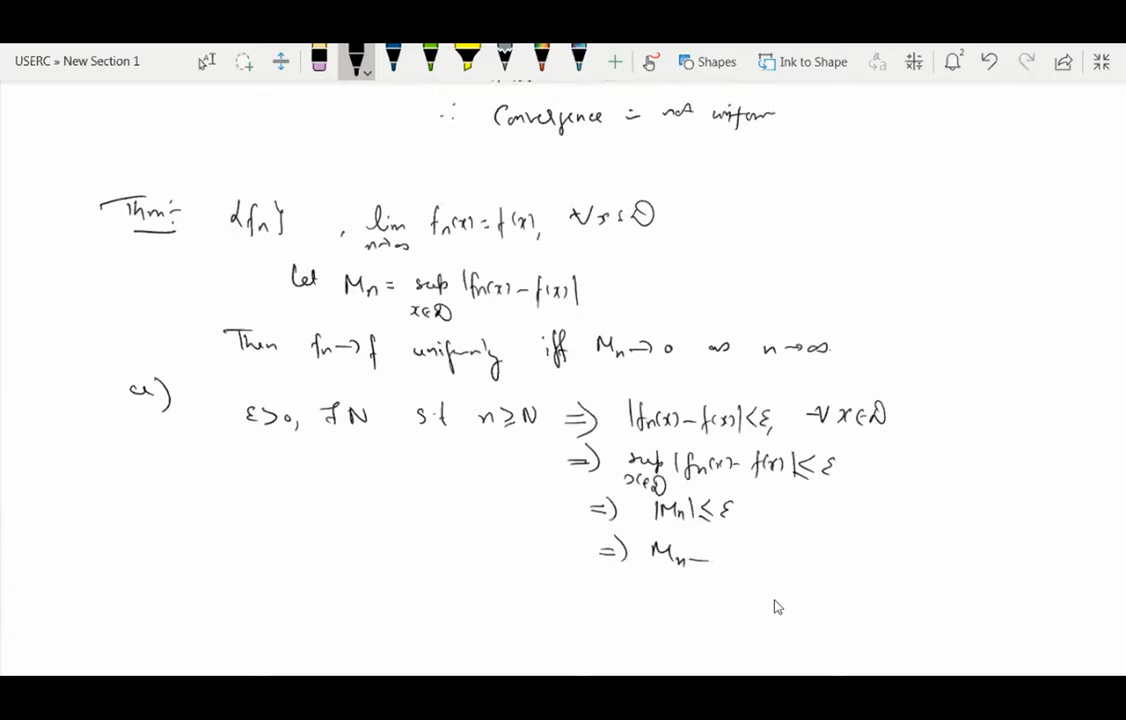 USERC » New Section 1
Shapes
Ink to Shape
2
∴ Convergence = not uniform
Thm:- {fn}, lim n→∞ fn(x) = f(x), ∀ x ∈ D
Let Mn = sup x∈D |fn(x) - f(x)|
Then fn → f uniformly iff Mn → 0 as n → ∞.
ε>0, ∃ N s.t n ≥ N ⇒ |fn(x) - f(x)| < ε, ∀ x ∈ D
⇒ sup x∈D |fn(x) - f(x)| ≤ ε
⇒ |Mn| ≤ ε
⇒ Mn –